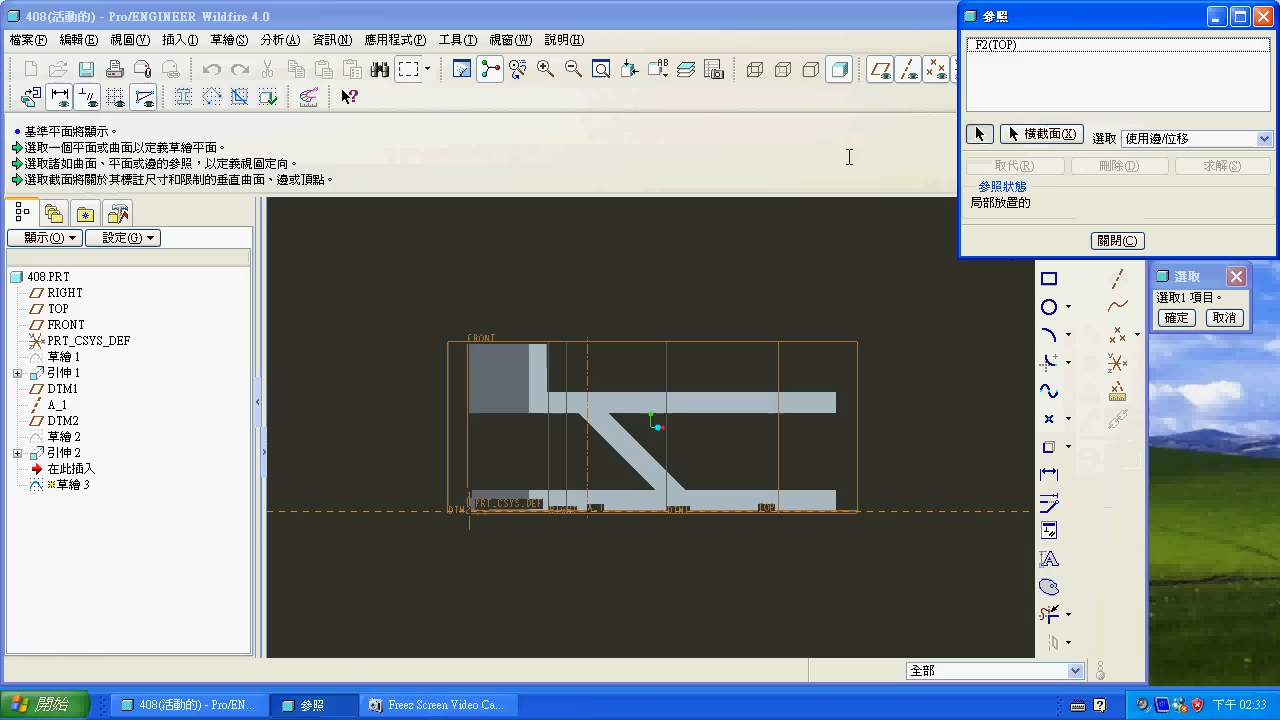 408(活動的) - Pro/ENGINEER Wildfire 4.0
檔案(F) 編輯(E) 視圖(V) 插入(I) 草繪(S) 分析(A) 資訊(N) 應用程式(P) 工具(T) 視窗(W) 說明(H)
基準平面將顯示。
選取一個平面或曲面以定義草繪平面。
選取諸如曲面、平面或邊的參照，以定義視圖定向。
選取截面將關於其標註尺寸和限制的垂直曲面、邊或頂點。
顯示(O) 設定(G)
408.PRT
RIGHT
TOP
FRONT
PRT_CSYS_DEF
草繪 1
引伸 1
DTM1
A_1
DTM2
草繪 2
引伸 2
在此插入
草繪 3
FRONT
PRT_CSYS_DEF
A_1
TOP
參照
F2(TOP)
橫截面(X) 選取 使用邊/位移
取代(R) 刪除(D) 求解(S)
參照狀態
局部放置的
關閉(C)
選取
選取1 項目。
確定 取消
全部
開始 408(活動的) - Pro/EN... 參照 Freez Screen Video Ca... 下午 02:33